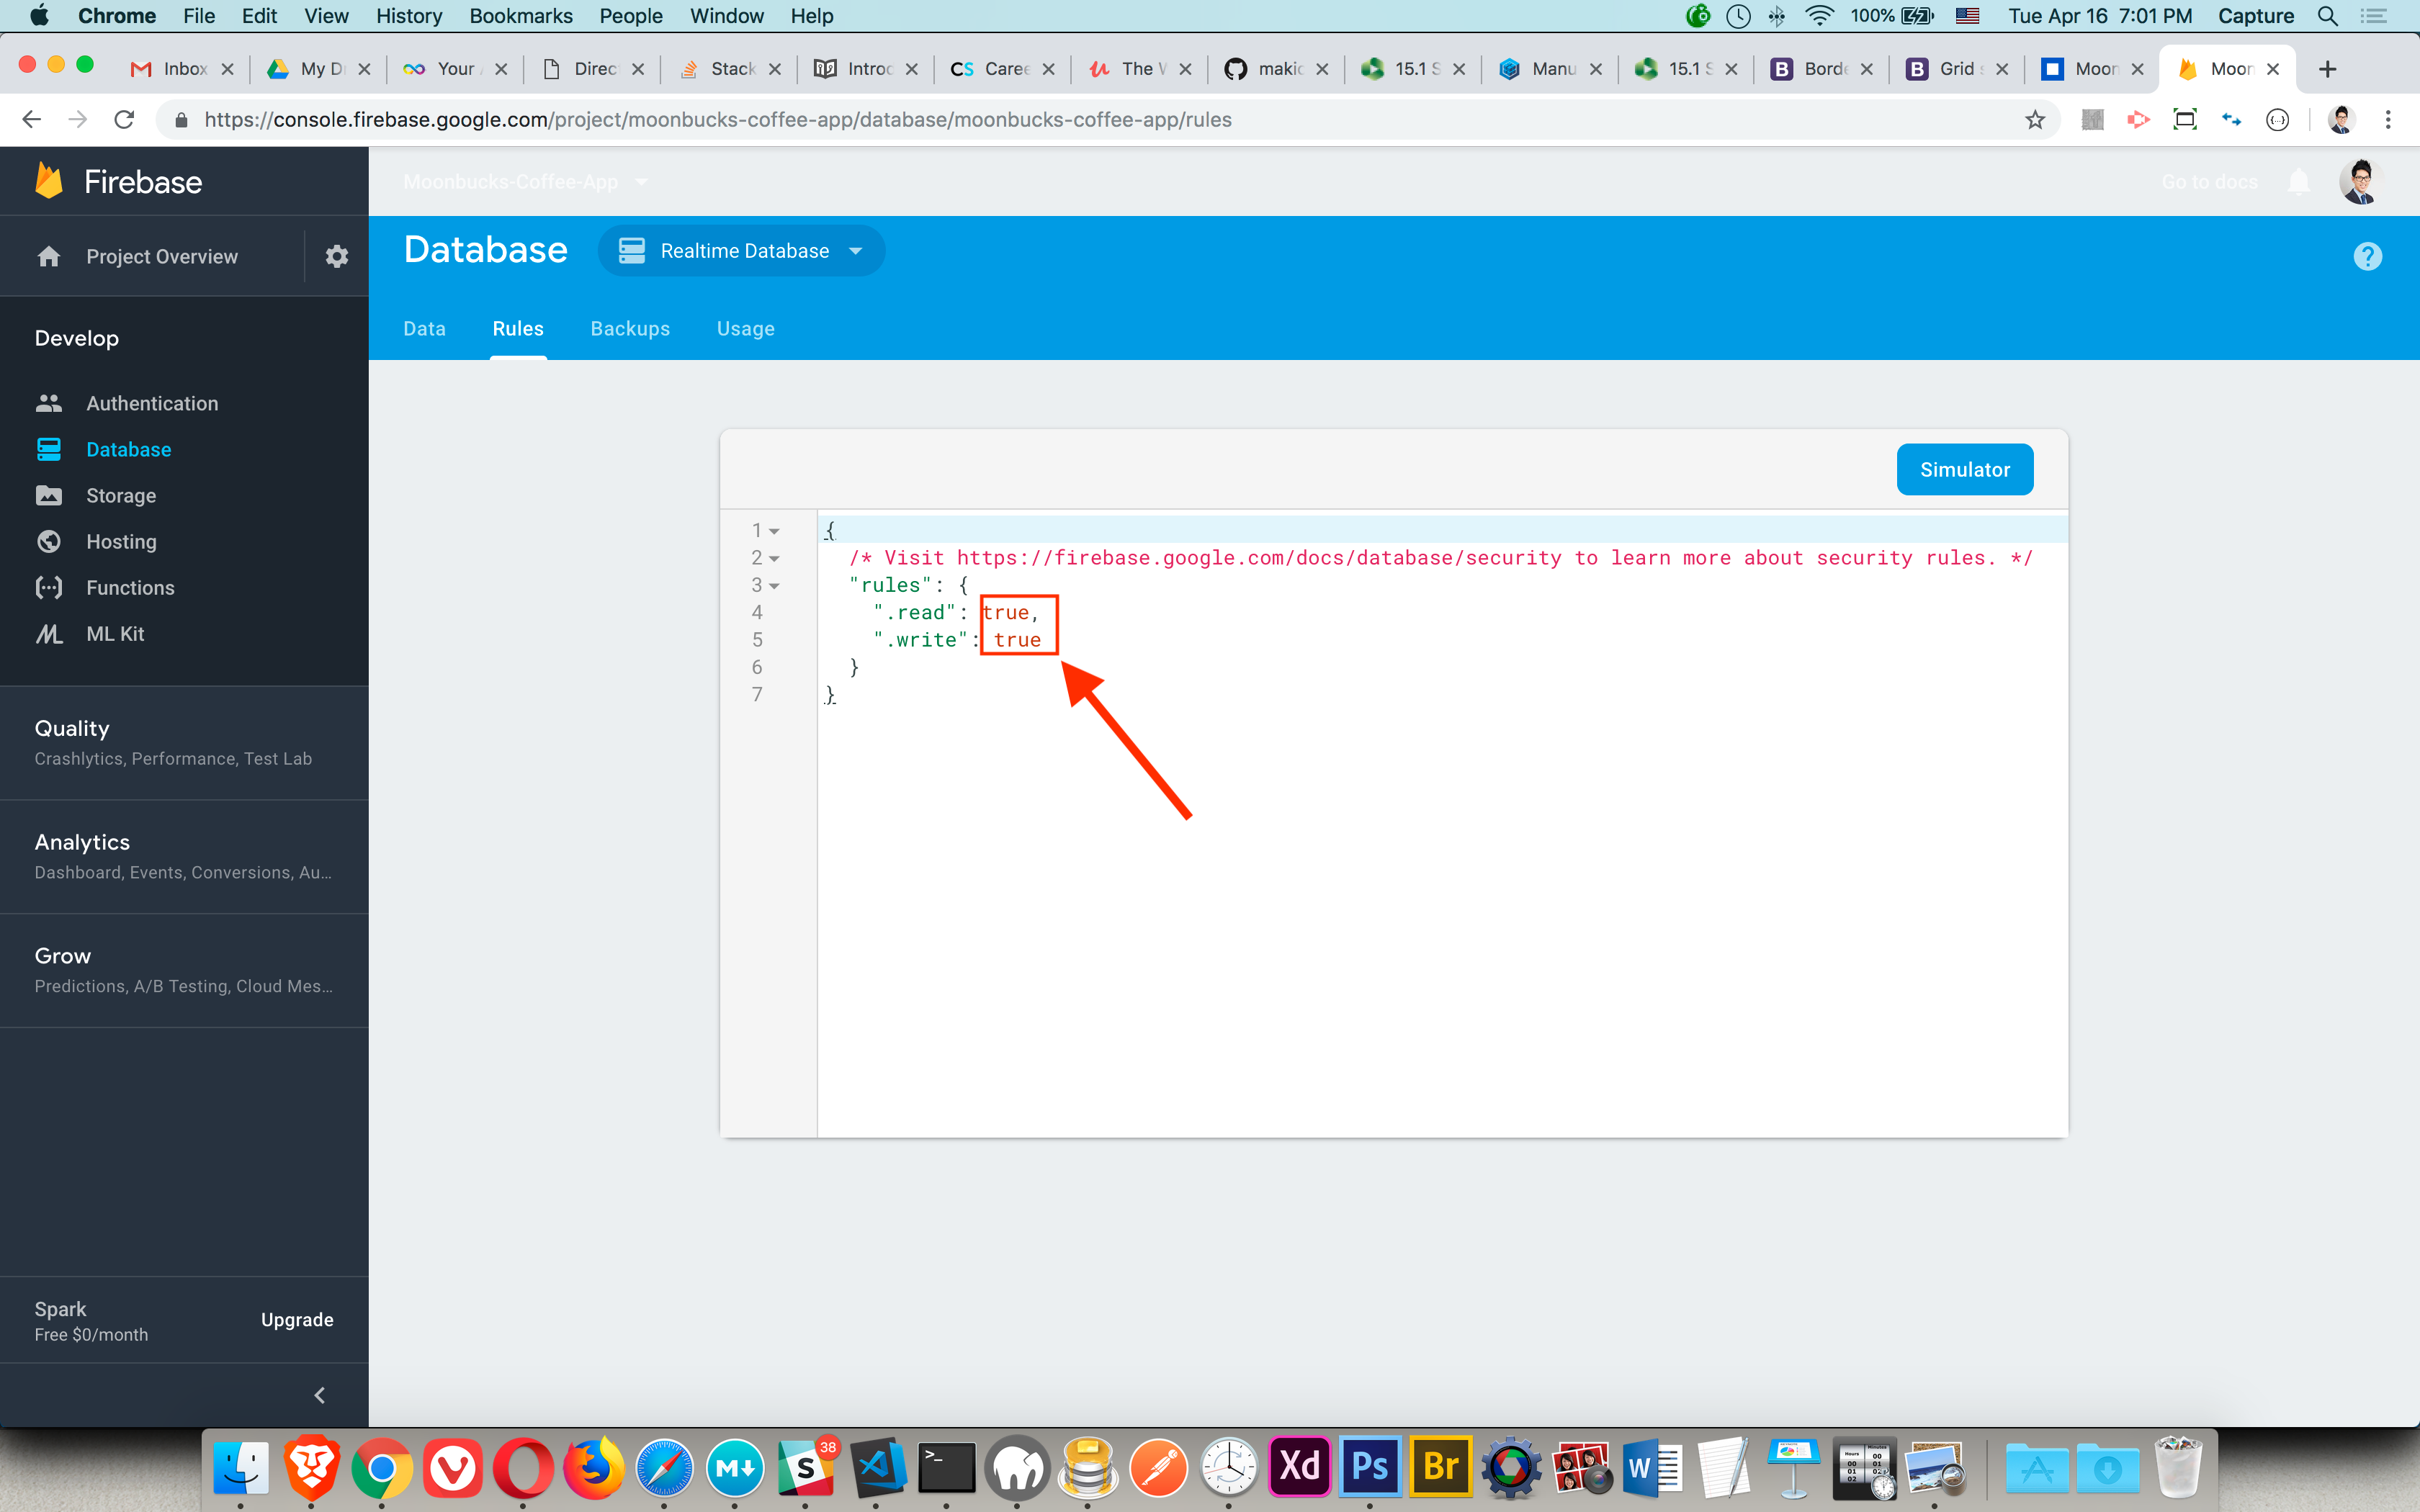 Chrome File Edit View History Bookmarks People Window Help 100% Tue Apr 16 7:01 PM Capture
Inbox My Dr Your Direc Stack Introd CS Caree The W makic 15.1 S Manu 15.1 S B Borde B Grid Moon Moon
https://console.firebase.google.com/project/moonbucks-coffee-app/database/moonbucks-coffee-app/rules
Firebase
Moonbucks-Coffee-App
Go to docs
Project Overview
Database Realtime Database
?
Data Rules Backups Usage
Develop
Authentication
Database
Storage
Hosting
Functions
ML Kit
Quality
Crashlytics, Performance, Test Lab
Analytics
Dashboard, Events, Conversions, Au...
Grow
Predictions, A/B Testing, Cloud Mes...
Spark
Free $0/month
Upgrade
Simulator
1 {
2 /* Visit https://firebase.google.com/docs/database/security to learn more about security rules. */
3 "rules": {
4 ".read": true,
5 ".write": true
6 }
7 }
M↓ S 38 >_ Xd Ps Br W